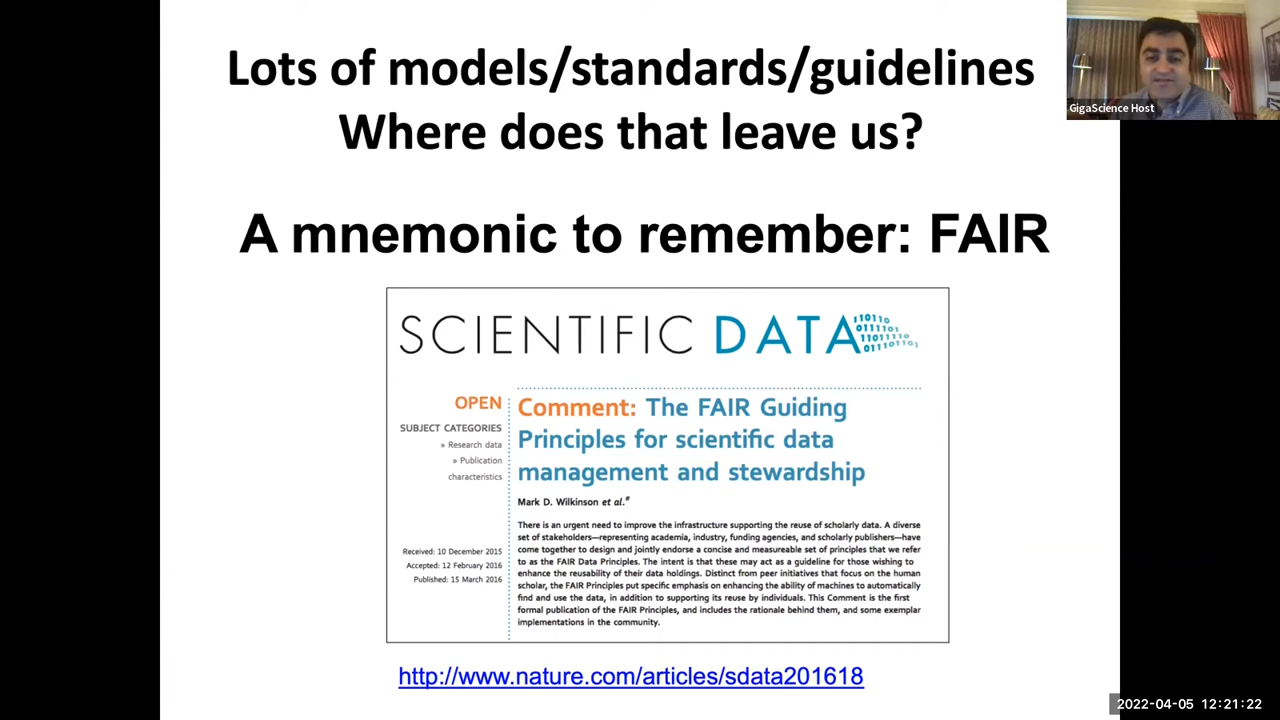 Lots of models/standards/guidelines
Where does that leave us?
GigaScience Host
A mnemonic to remember: FAIR
SCIENTIFIC DATA
110110
0111101
11011110
011101101
OPEN
SUBJECT CATEGORIES
» Research data
» Publication
characteristics
Received: 10 December 2015
Accepted: 12 February 2016
Published: 15 March 2016
Comment: The FAIR Guiding
Principles for scientific data
management and stewardship
Mark D. Wilkinson et al.#
There is an urgent need to improve the infrastructure supporting the reuse of scholarly data. A diverse
set of stakeholders—representing academia, industry, funding agencies, and scholarly publishers—have
come together to design and jointly endorse a concise and measureable set of principles that we refer
to as the FAIR Data Principles. The intent is that these may act as a guideline for those wishing to
enhance the reusability of their data holdings. Distinct from peer initiatives that focus on the human
scholar, the FAIR Principles put specific emphasis on enhancing the ability of machines to automatically
find and use the data, in addition to supporting its reuse by individuals. This Comment is the first
formal publication of the FAIR Principles, and includes the rationale behind them, and some exemplar
implementations in the community.
http://www.nature.com/articles/sdata201618
2022-04-05 12:21:22